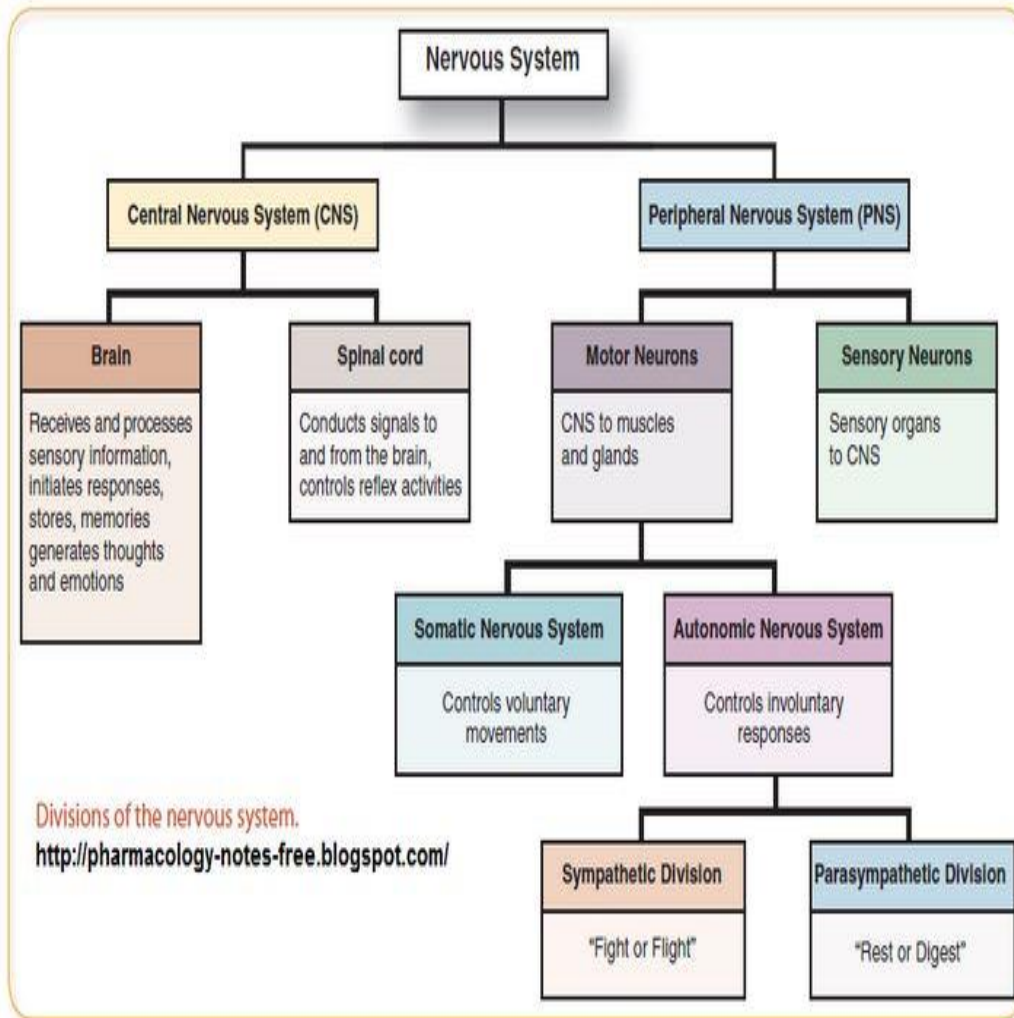 Nervous System
Central Nervous System (CNS)
Peripheral Nervous System (PNS)
Brain
Receives and processes
sensory information,
initiates responses,
stores, memories
generates thoughts
and emotions
Spinal cord
Conducts signals to
and from the brain,
controls reflex activities
Motor Neurons
CNS to muscles
and glands
Sensory Neurons
Sensory organs
to CNS
Somatic Nervous System
Controls voluntary
movements
Autonomic Nervous System
Controls involuntary
responses
Sympathetic Division
"Fight or Flight"
Parasympathetic Division
"Rest or Digest"
Divisions of the nervous system.
http://pharmacology-notes-free.blogspot.com/